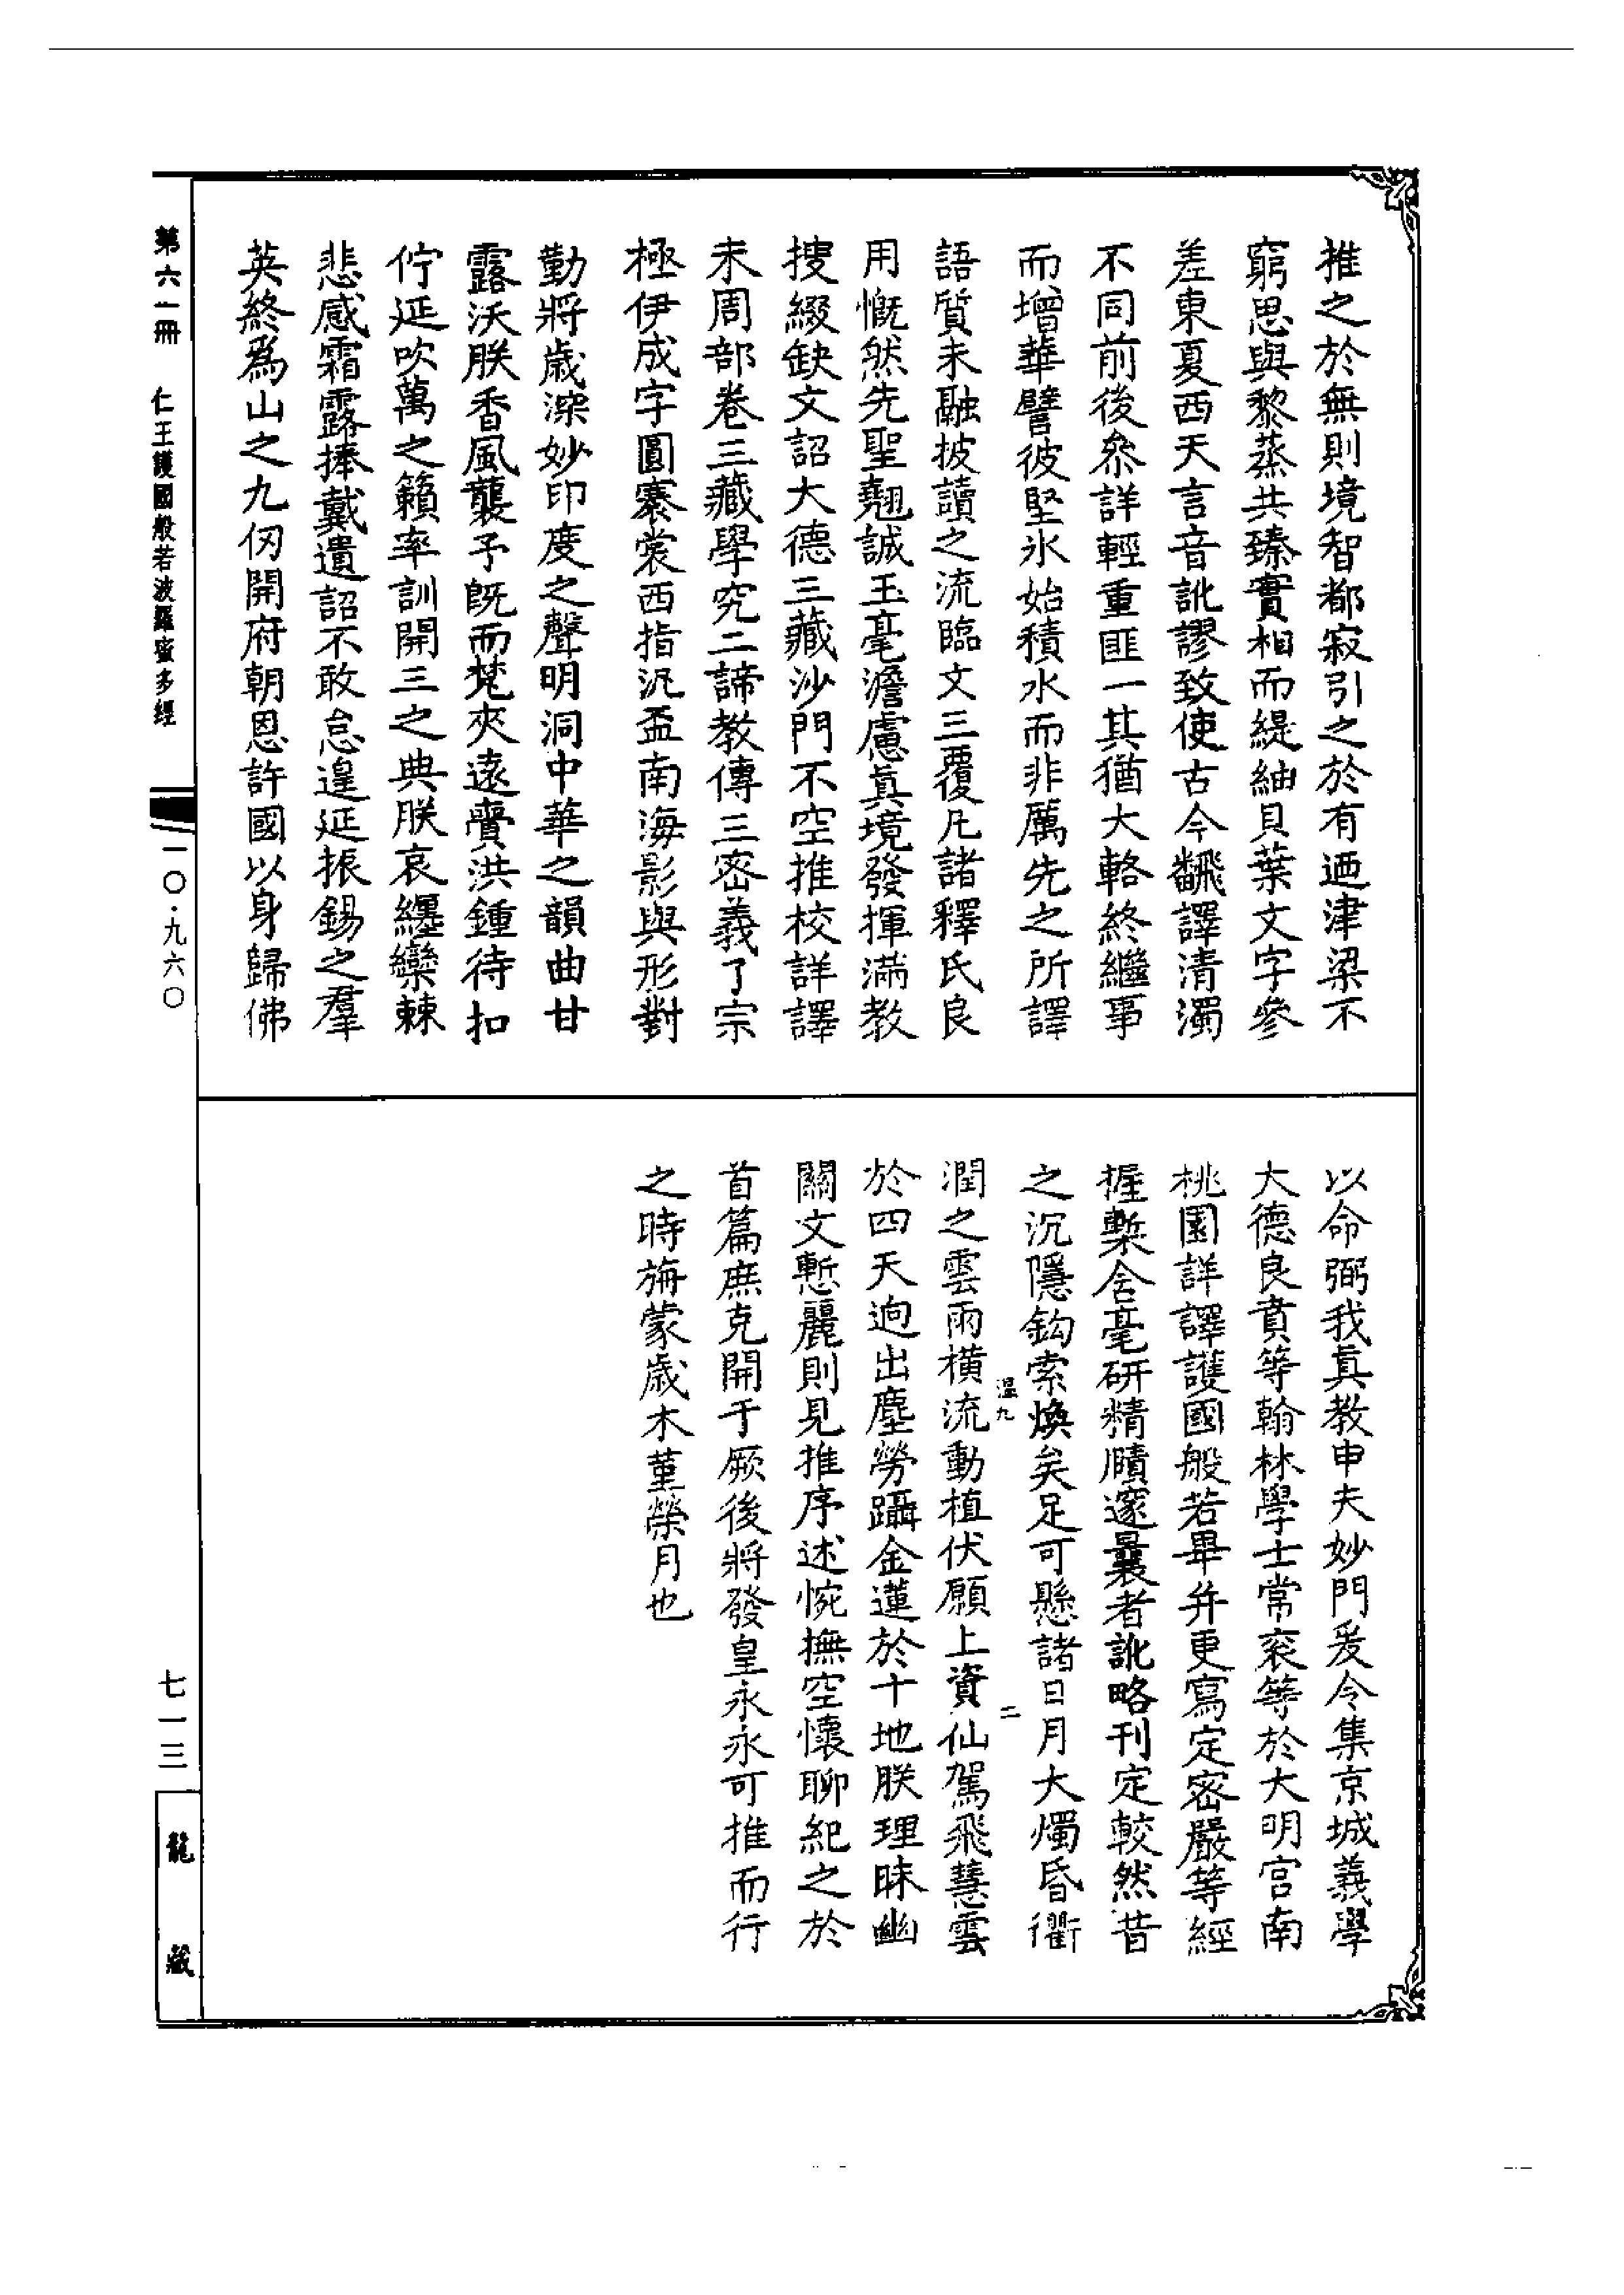 推之於無則境智都寂引之於有迺津梁不
窮思與黎蒸共臻實相而緹紬貝葉文字參
差東夏西天言音訛謬致使古今翻譯清濁
不同前後叅詳輕重匪一其猶大輅終繼事
而增華譬彼堅氷始積水而非厲先之所譯
語質未融披讀之流臨文三覆凡諸釋氏良
用慨然先聖翹誠玉毫澹慮真境發揮滿教
搜綴缺文詔大德三藏沙門不空推校詳譯
未周部卷三藏學究二諦教傳三密義了宗
極伊成字圓褰裳西指汎盃南海影與形對
勤將歲深妙印度之聲明洞中華之韻曲甘
露沃朕香風襲予旣而梵夾遠賷洪鍾待扣
佇延吹萬之籟率訓開三之典朕哀纏欒棘
悲感霜露捧戴遺詔不敢怠遑延振錫之羣
英終爲山之九仞開府朝恩許國以身歸佛
以命弼我真教申夫妙門爰令集京城義學
大德良賁等翰林學士常衮等於大明宮南
桃園詳譯護國般若畢并更寫定密嚴等經
握槧含毫研精賾邃曩者訛略刊定較然昔
之沉隱鈎索煥矣足可懸諸日月大燭昏衢
潤之雲雨橫流動植伏願上資仙駕飛慧雲
於四天逈出塵勞躡金蓮於十地朕理昧幽
關文慙麗則見推序述惋撫空懷聊紀之於
首篇庶克開于厥後將發皇永永可推而行
之時旃蒙歲木菫榮月也
温九
二
第六一冊
仁王護國般若波羅蜜多經
一〇·九六〇
七一三
龍藏